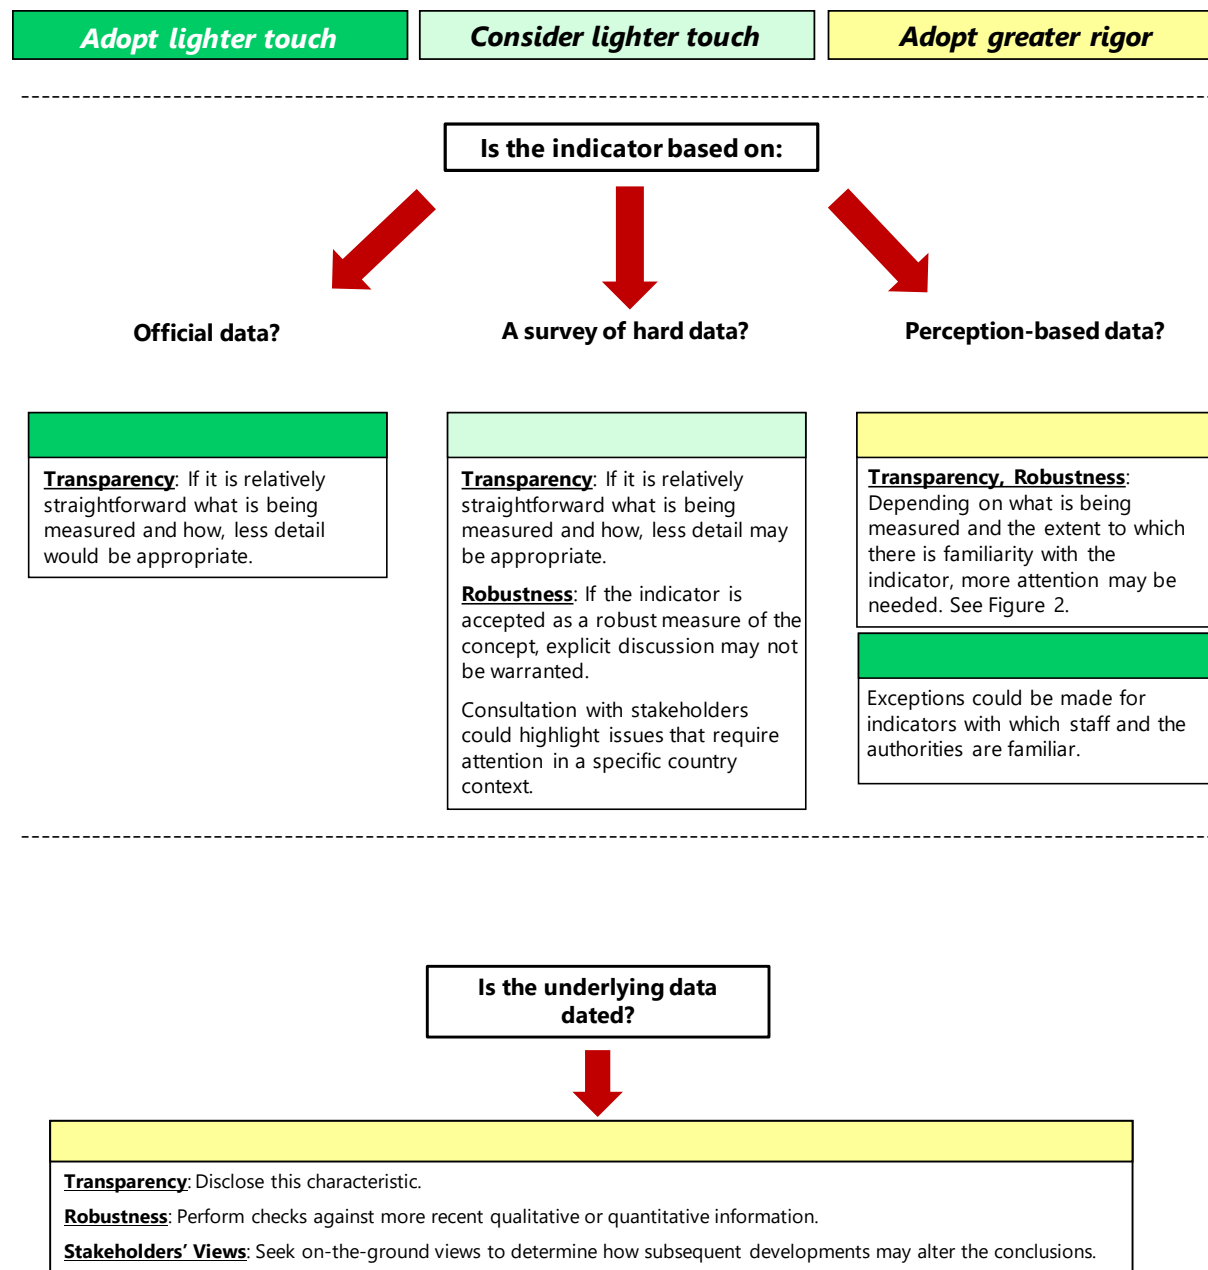 Adopt lighter touch
Consider lighter touch
Adopt greater rigor
Is the indicator based on:
Official data?
A survey of hard data?
Perception-based data?
Transparency: If it is relatively
straightforward what is being
measured and how, less detail
would be appropriate.
Transparency: If it is relatively
straightforward what is being
measured and how, less detail may
be appropriate.
Robustness: If the indicator is
accepted as a robust measure of the
concept, explicit discussion may not
be warranted.
Consultation with stakeholders
could highlight issues that require
attention in a specific country
context.
Transparency, Robustness:
Depending on what is being
measured and the extent to which
there is familiarity with the
indicator, more attention may be
needed. See Figure 2.
Exceptions could be made for
indicators with which staff and the
authorities are familiar.
Is the underlying data
dated?
Transparency: Disclose this characteristic.
Robustness: Perform checks against more recent qualitative or quantitative information.
Stakeholders’ Views: Seek on-the-ground views to determine how subsequent developments may alter the conclusions.